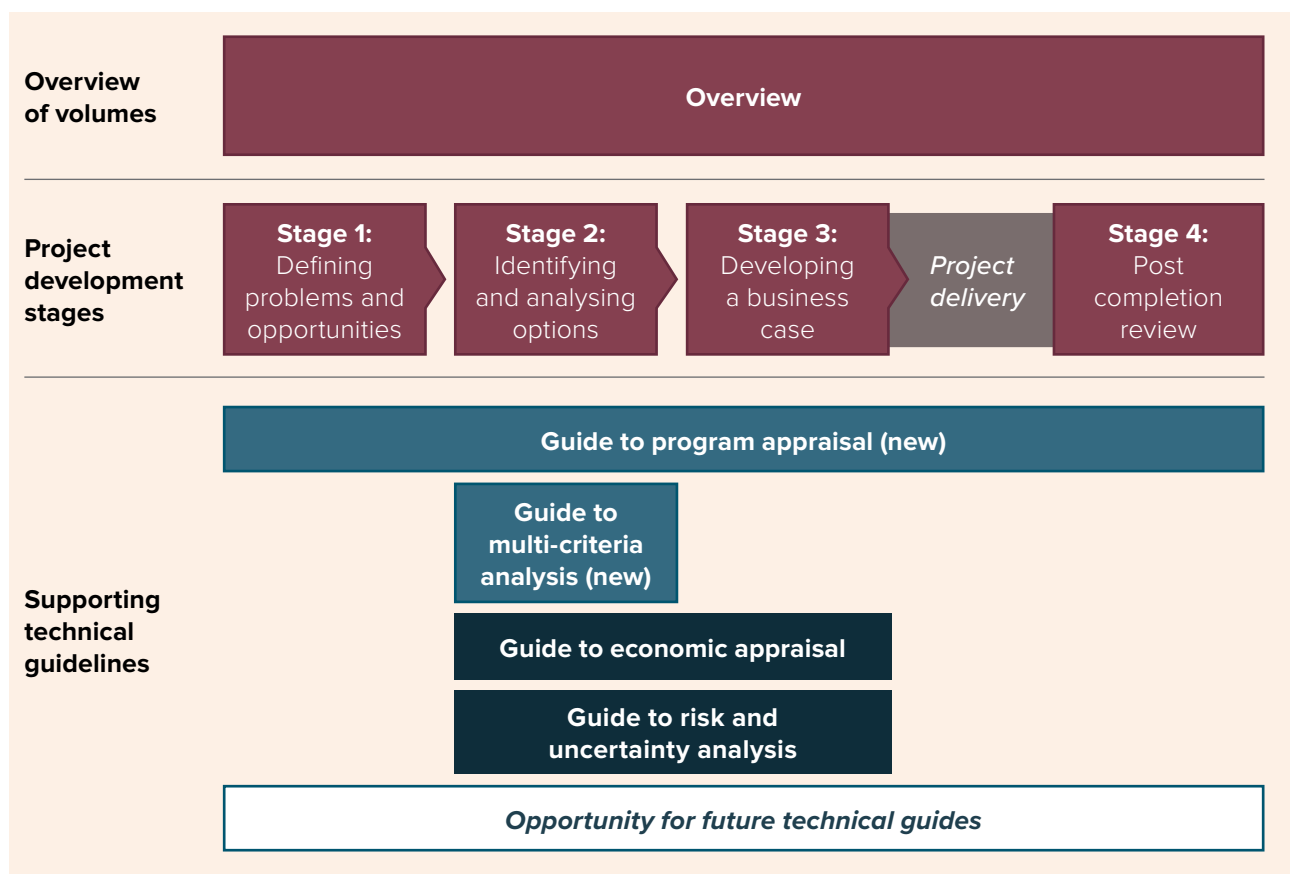 Overview
of volumes
Overview
Project
development
stages
Stage 1:
Defining
problems and
opportunities
Stage 2:
Identifying
and analysing
options
Stage 3:
Developing
a business
case
Project
delivery
Stage 4:
Post
completion
review
Supporting
technical
guidelines
Guide to program appraisal (new)
Guide to
multi-criteria
analysis (new)
Guide to economic appraisal
Guide to risk and
uncertainty analysis
Opportunity for future technical guides